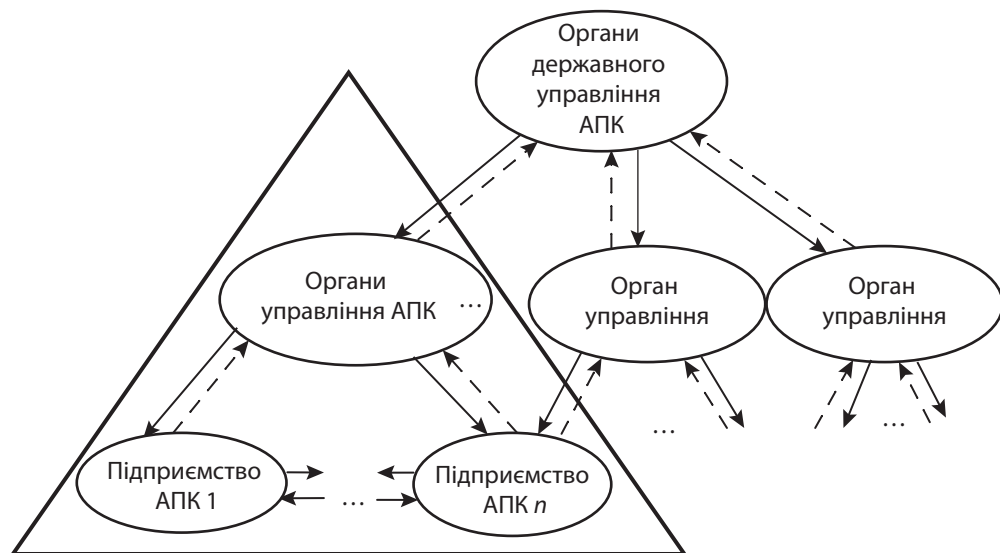 Органи
державного
управління
АПК
Органи
управління АПК
...
Орган
управління
Орган
управління
...
...
Підприємство
АПК 1
...
Підприємство
АПК n